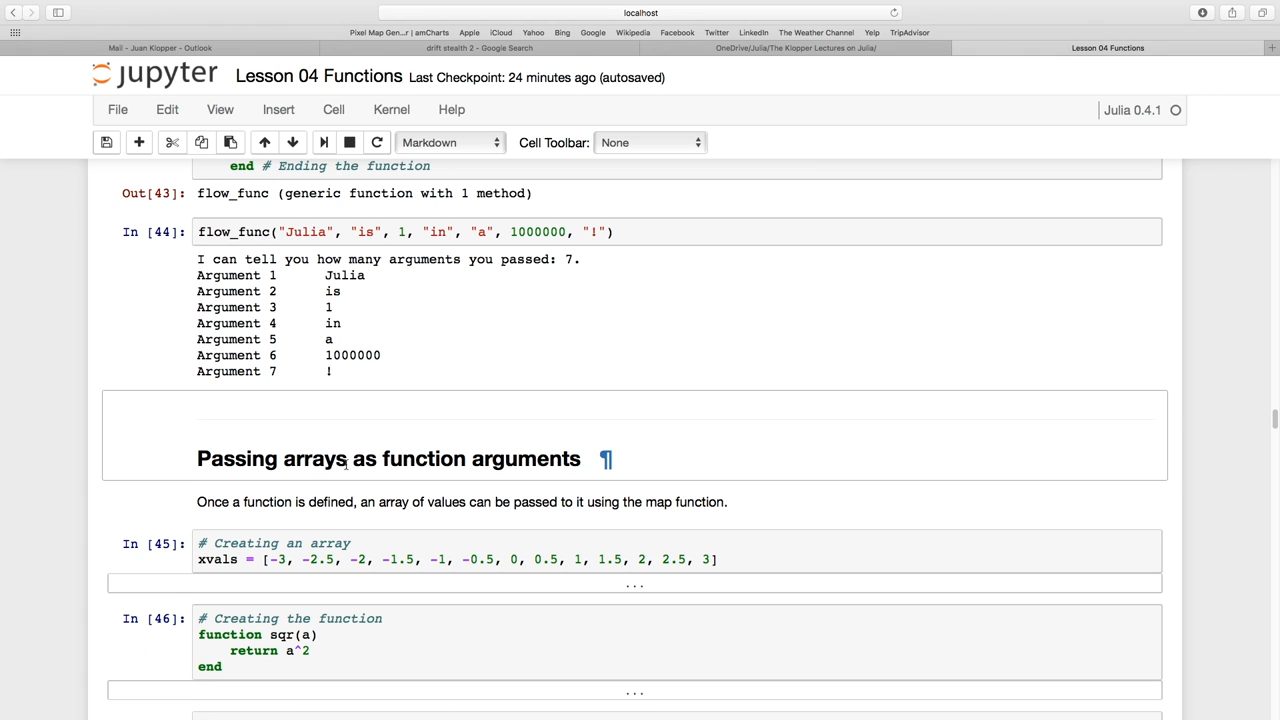 localhost
Pixel Map Gen...r | amCharts Apple iCloud Yahoo Bing Google Wikipedia Facebook Twitter LinkedIn The Weather Channel Yelp TripAdvisor
Mail - Juan Klopper - Outlook drift stealth 2 - Google Search OneDrive/Julia/The Klopper Lectures on Julia/ Lesson 04 Functions
jupyter Lesson 04 Functions Last Checkpoint: 24 minutes ago (autosaved)
File Edit View Insert Cell Kernel Help Julia 0.4.1
Markdown Cell Toolbar: None
end # Ending the function
Out[43]: flow_func (generic function with 1 method)
In [44]: flow_func("Julia", "is", 1, "in", "a", 1000000, "!")
I can tell you how many arguments you passed: 7.
Argument 1 Julia
Argument 2 is
Argument 3 1
Argument 4 in
Argument 5 a
Argument 6 1000000
Argument 7 !
Passing arrays as function arguments ¶
Once a function is defined, an array of values can be passed to it using the map function.
In [45]: # Creating an array
xvals = [-3, -2.5, -2, -1.5, -1, -0.5, 0, 0.5, 1, 1.5, 2, 2.5, 3]
...
In [46]: # Creating the function
function sqr(a)
return a^2
end
...